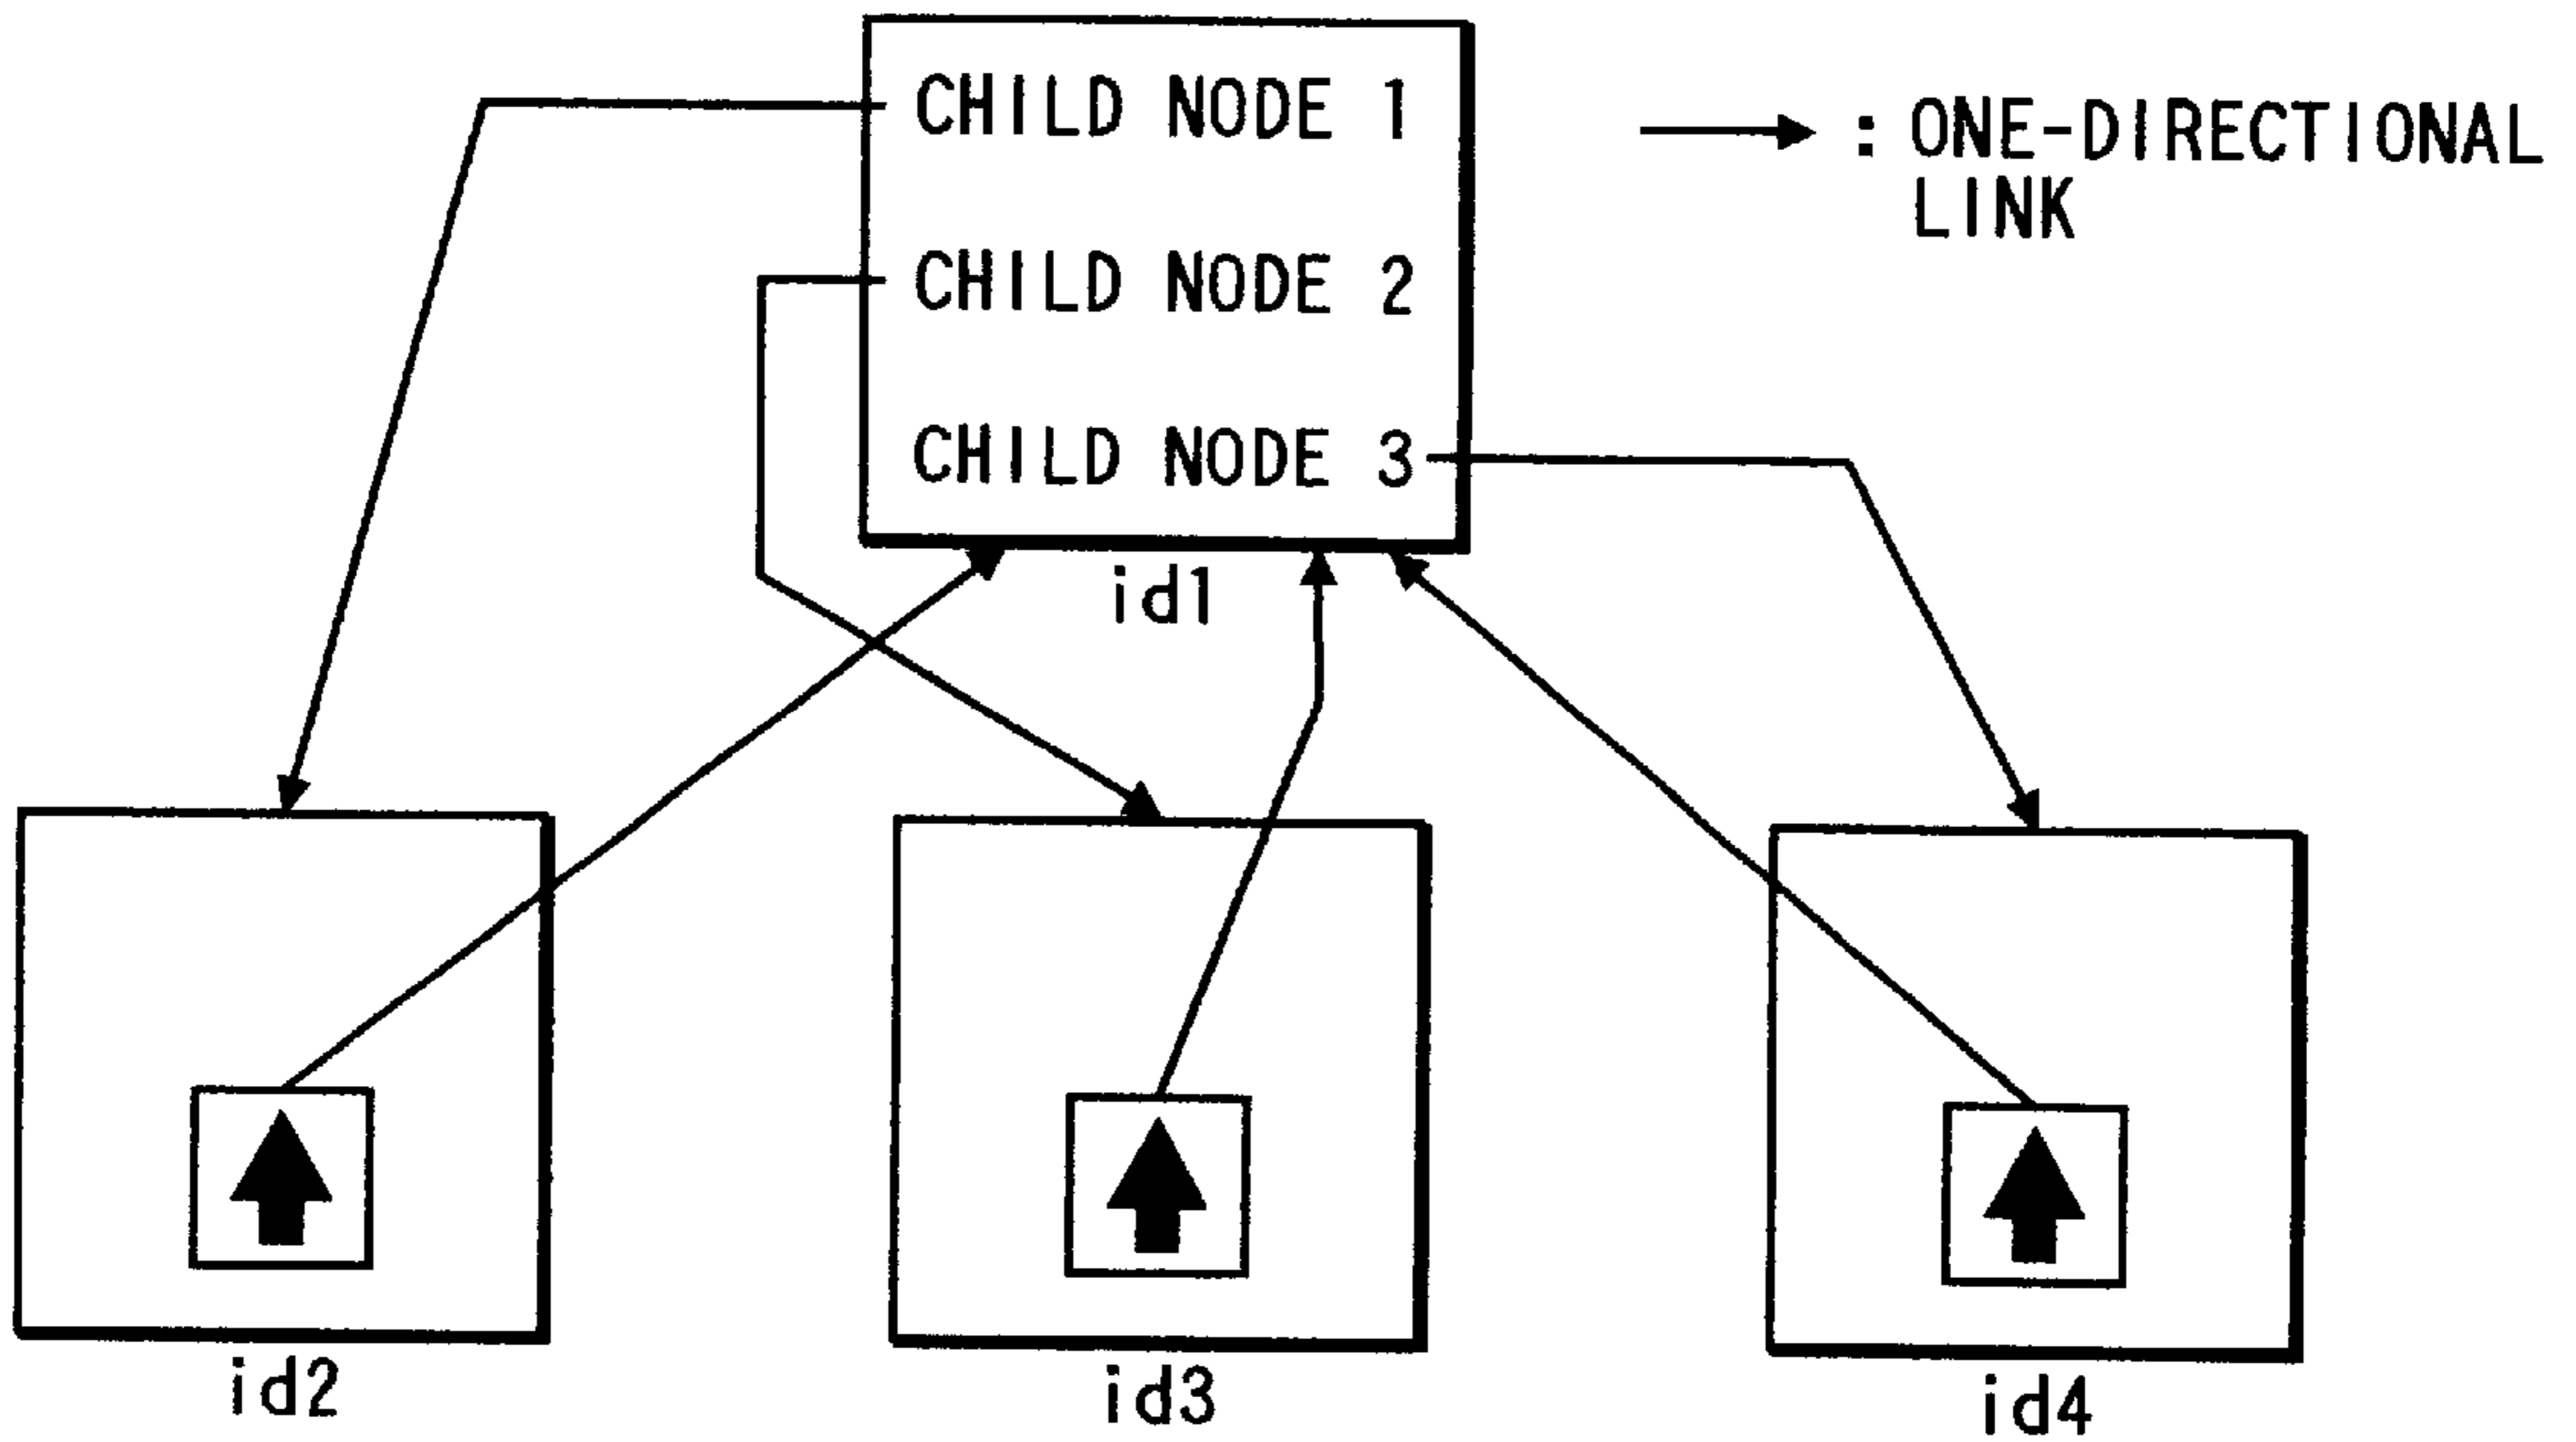 CHILD NODE 1
CHILD NODE 2
CHILD NODE 3
id1
: ONE-DIRECTIONAL
LINK
id2
id3
id4